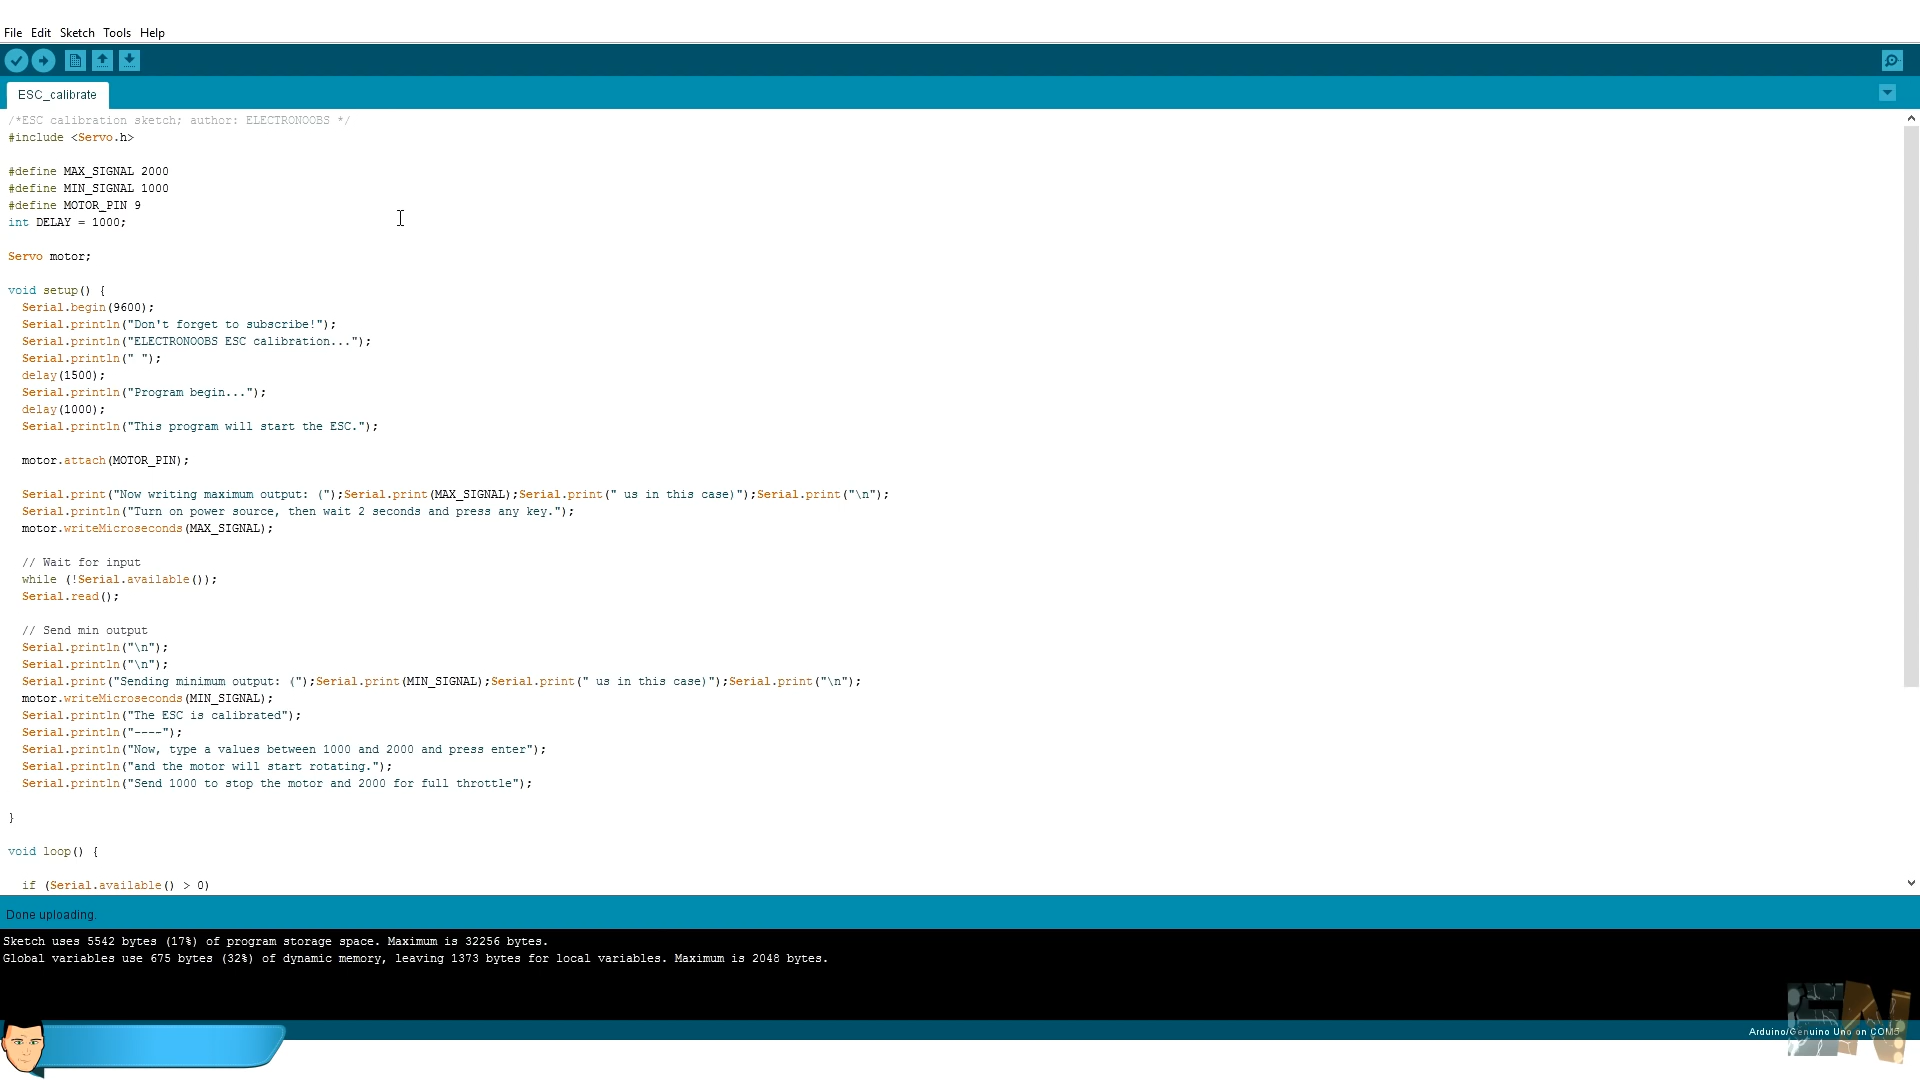 File Edit Sketch Tools Help
ESC_calibrate
/*ESC calibration sketch; author: ELECTRONOOBS */
#include <Servo.h>
#define MAX_SIGNAL 2000
#define MIN_SIGNAL 1000
#define MOTOR_PIN 9
int DELAY = 1000;
Servo motor;
void setup() {
Serial.begin(9600);
Serial.println("Don't forget to subscribe!");
Serial.println("ELECTRONOOBS ESC calibration...");
Serial.println(" ");
delay(1500);
Serial.println("Program begin...");
delay(1000);
Serial.println("This program will start the ESC.");
motor.attach(MOTOR_PIN);
Serial.print("Now writing maximum output: (");Serial.print(MAX_SIGNAL);Serial.print(" us in this case)");Serial.print("\n");
Serial.println("Turn on power source, then wait 2 seconds and press any key.");
motor.writeMicroseconds(MAX_SIGNAL);
// Wait for input
while (!Serial.available());
Serial.read();
// Send min output
Serial.println("\n");
Serial.println("\n");
Serial.print("Sending minimum output: (");Serial.print(MIN_SIGNAL);Serial.print(" us in this case)");Serial.print("\n");
motor.writeMicroseconds(MIN_SIGNAL);
Serial.println("The ESC is calibrated");
Serial.println("----");
Serial.println("Now, type a values between 1000 and 2000 and press enter");
Serial.println("and the motor will start rotating.");
Serial.println("Send 1000 to stop the motor and 2000 for full throttle");
}
void loop() {
if (Serial.available() > 0)
Done uploading.
Sketch uses 5542 bytes (17%) of program storage space. Maximum is 32256 bytes.
Global variables use 675 bytes (32%) of dynamic memory, leaving 1373 bytes for local variables. Maximum is 2048 bytes.
EN
Arduino/Genuino Uno on COM5